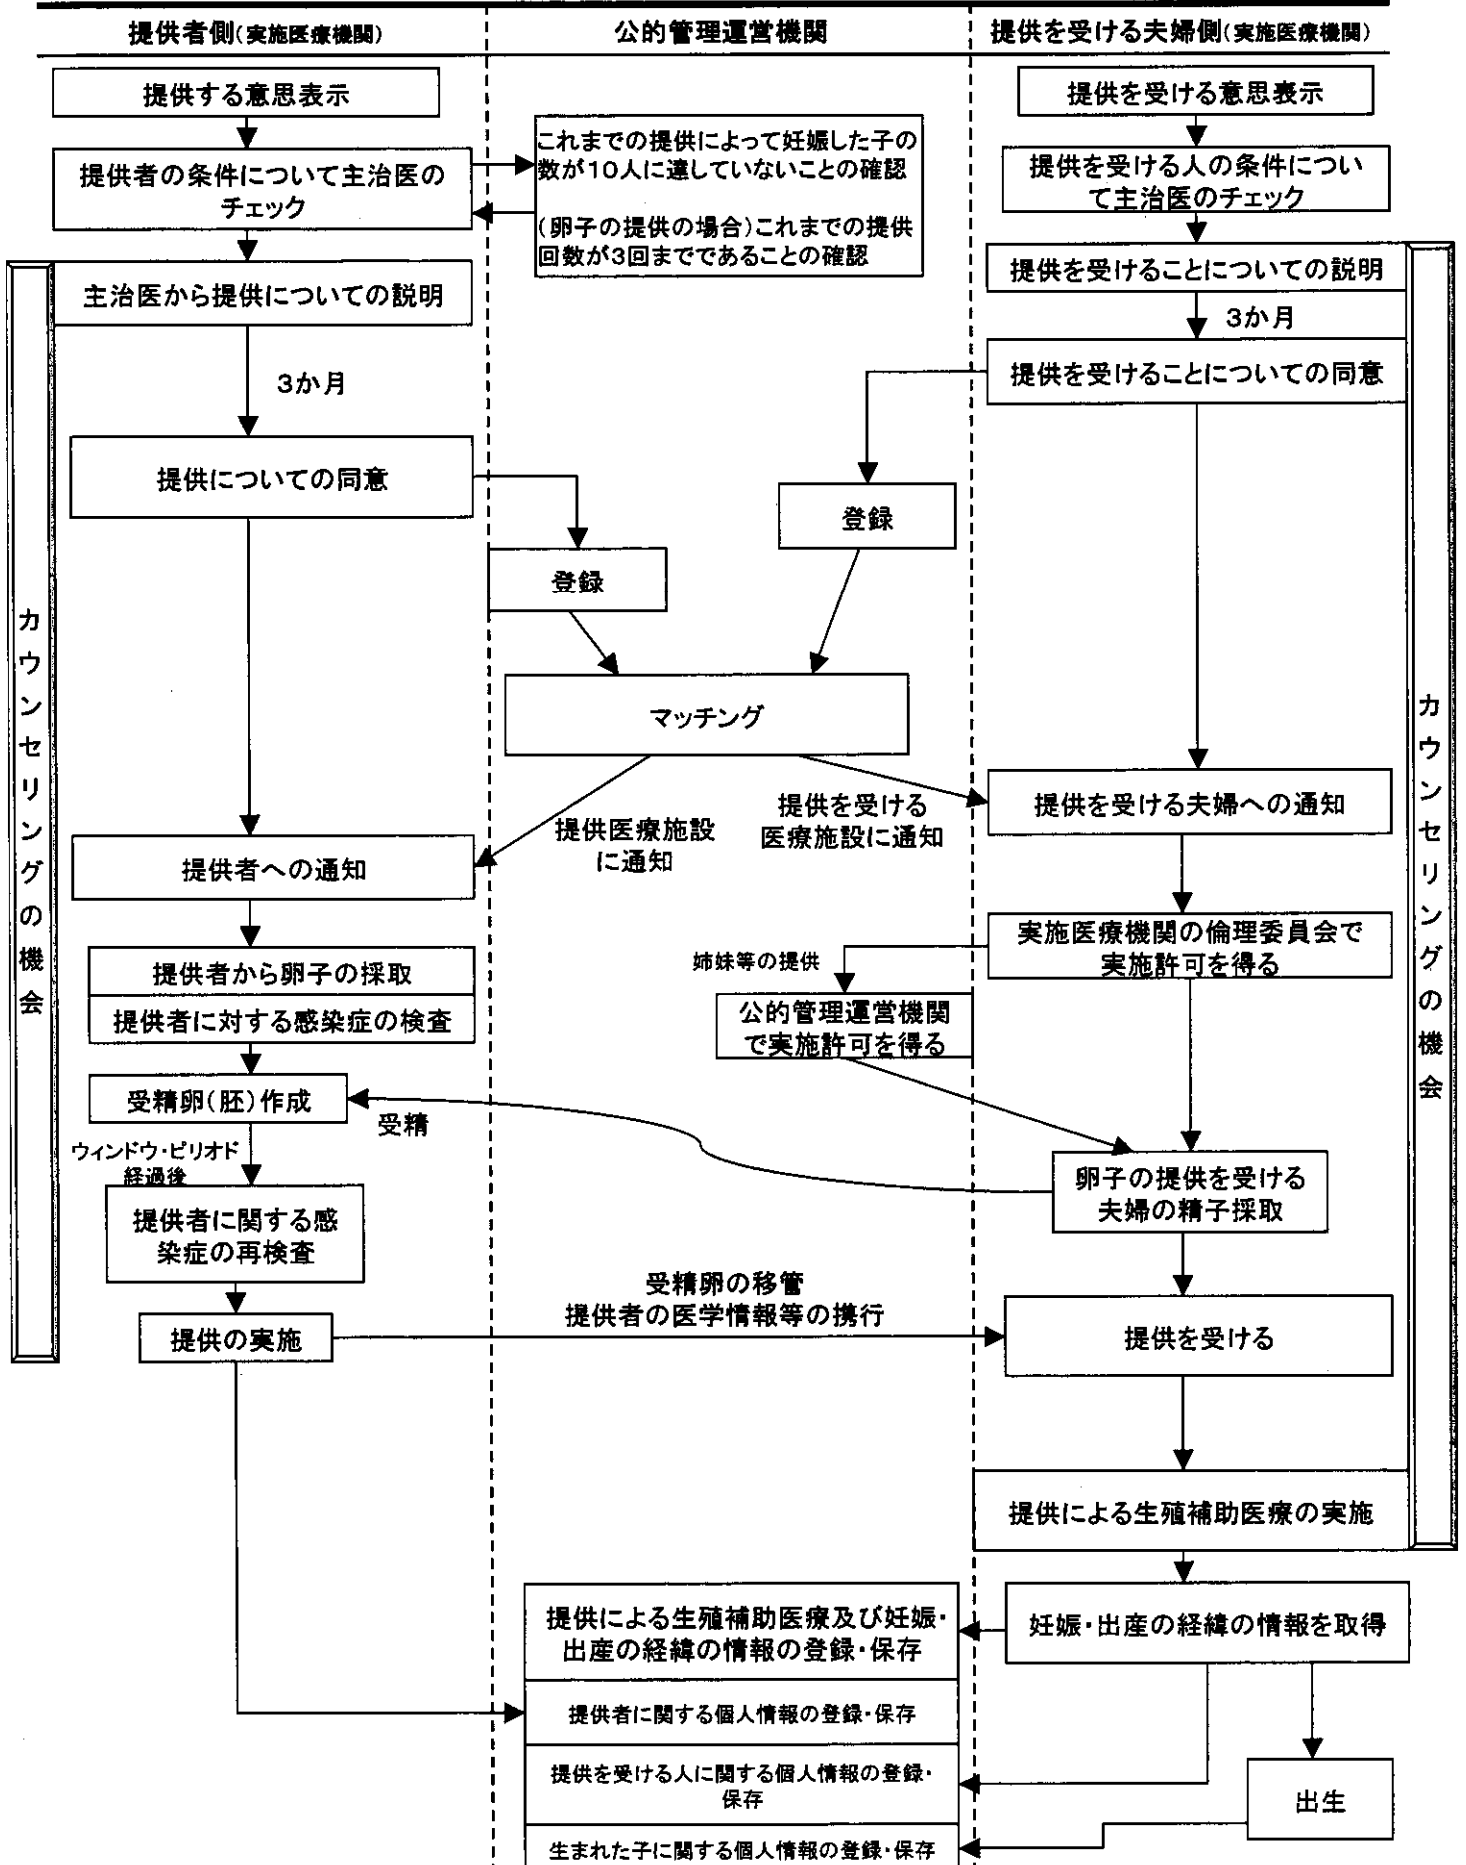 提供者側(実施医療機関)
公的管理運営機関
提供を受ける夫婦側(実施医療機関)
提供する意思表示
提供を受ける意思表示
これまでの提供によって妊娠した子の
数が10人に達していないことの確認
(卵子の提供の場合)これまでの提供
回数が3回までであることの確認
提供者の条件について主治医の
チェック
提供を受ける人の条件につい
て主治医のチェック
主治医から提供についての説明
提供を受けることについての説明
3か月
3か月
提供を受けることについての同意
提供についての同意
登録
登録
カウンセリングの機会
カウンセリングの機会
マッチング
提供医療施設
に通知
提供を受ける
医療施設に通知
提供を受ける夫婦への通知
提供者への通知
実施医療機関の倫理委員会で
実施許可を得る
姉妹等の提供
公的管理運営機関
で実施許可を得る
提供者から卵子の採取
提供者に対する感染症の検査
受精卵(胚)作成
受精
ウィンドウ・ピリオド
経過後
卵子の提供を受ける
夫婦の精子採取
提供者に関する感
染症の再検査
受精卵の移管
提供者の医学情報等の携行
提供の実施
提供を受ける
提供による生殖補助医療の実施
提供による生殖補助医療及び妊娠・
出産の経緯の情報の登録・保存
妊娠・出産の経緯の情報を取得
提供者に関する個人情報の登録・保存
提供を受ける人に関する個人情報の登録・
保存
出生
生まれた子に関する個人情報の登録・保存